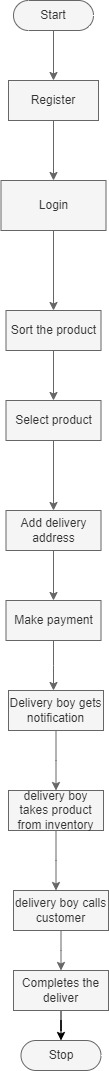 Start
Register
Login
Sort the product
Select product
Add delivery
address
Make payment
Delivery boy gets
notification
delivery boy
takes product
from inventory
delivery boy calls
customer
Completes the
deliver
Stop